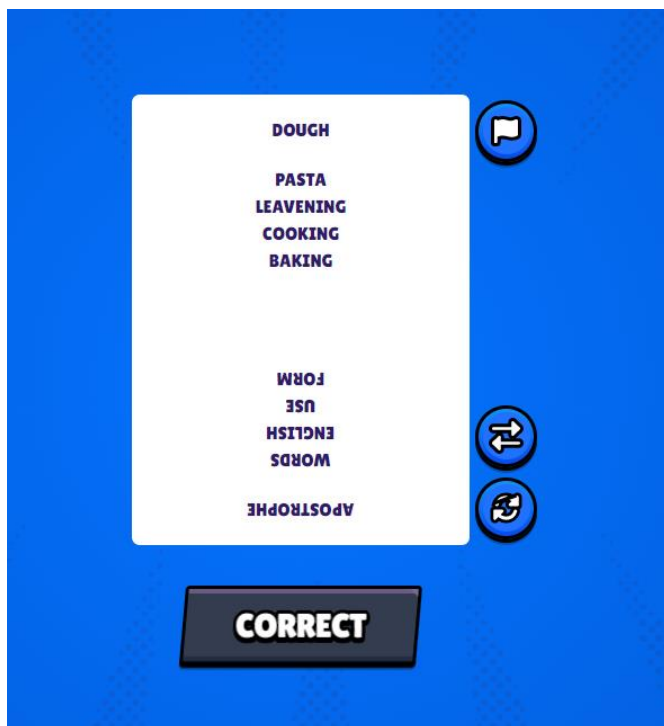 DOUGH
PASTA
LEAVENING
COOKING
BAKING
FORM
USE
ENGLISH
WORDS
APOSTROPHE
CORRECT